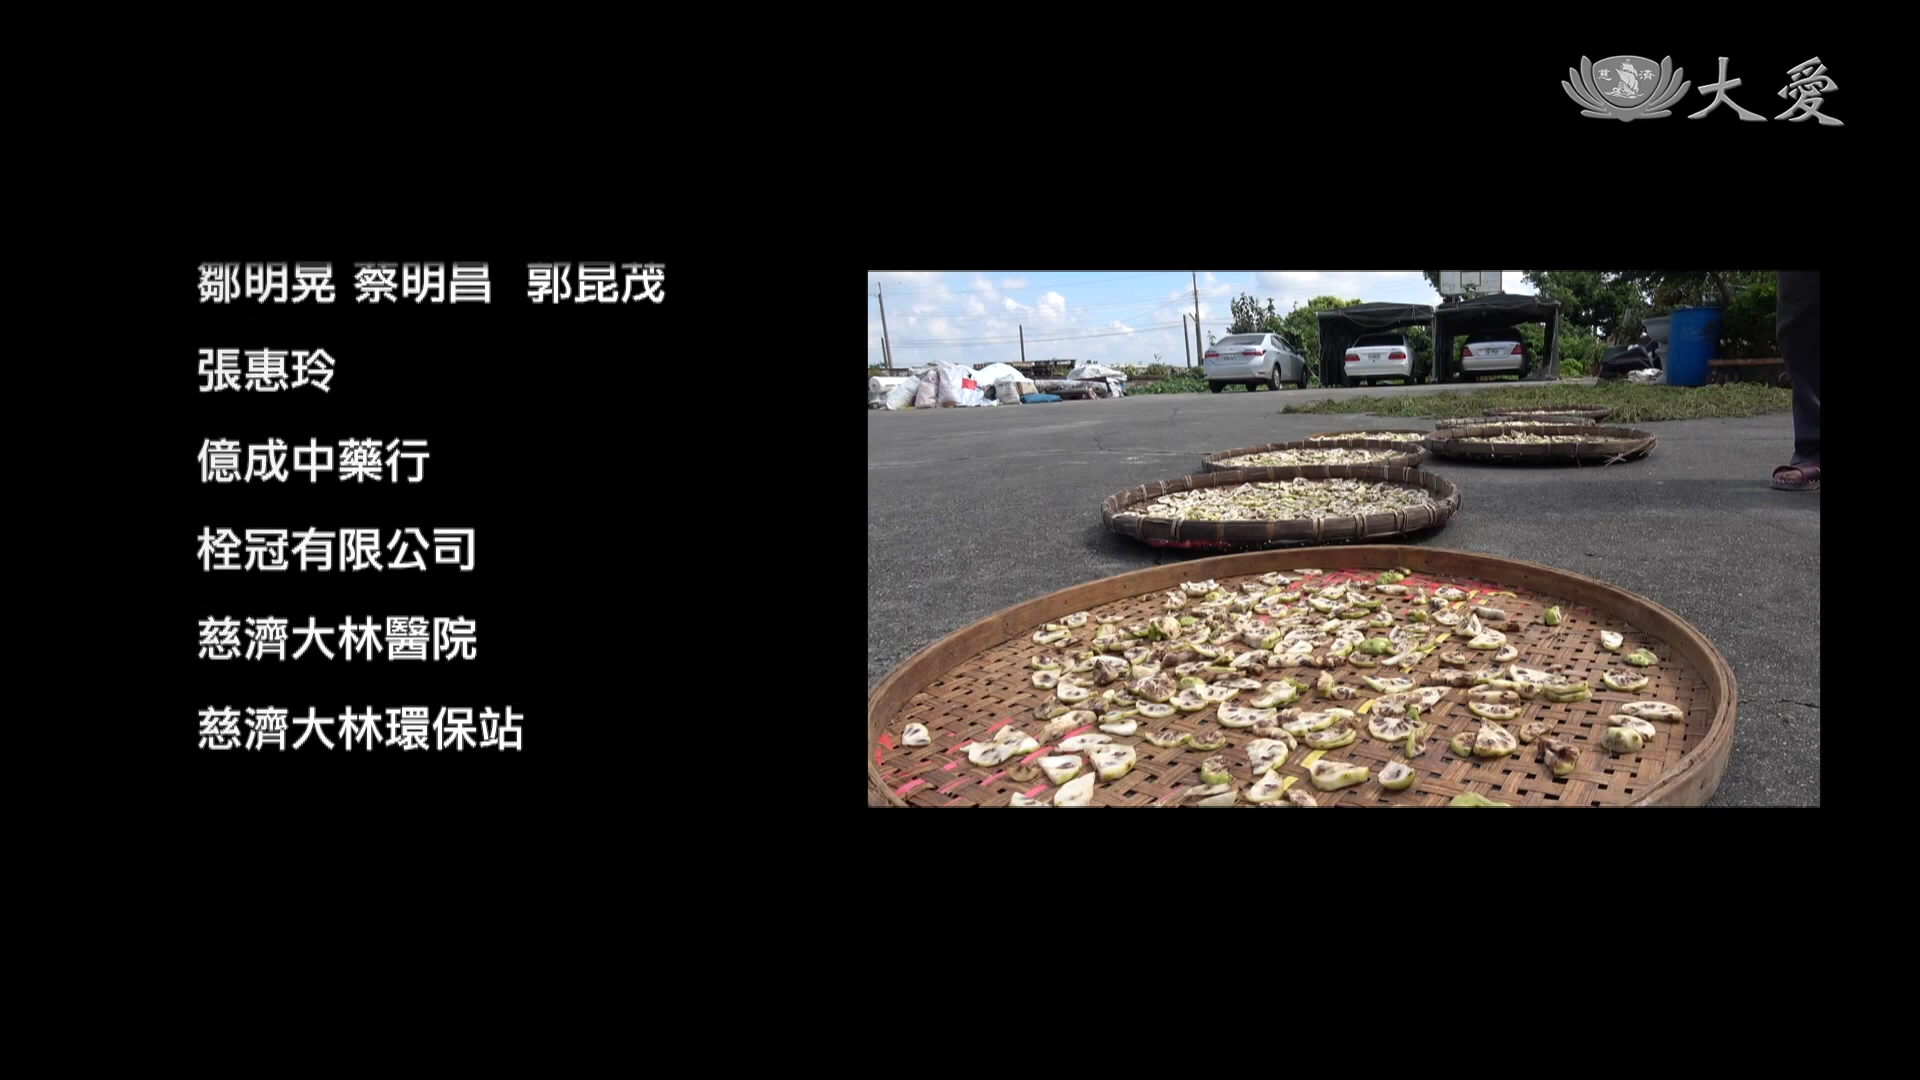 慈濟 大愛
鄒明晃 蔡明昌 郭昆茂
張惠玲
億成中藥行
栓冠有限公司
慈濟大林醫院
慈濟大林環保站